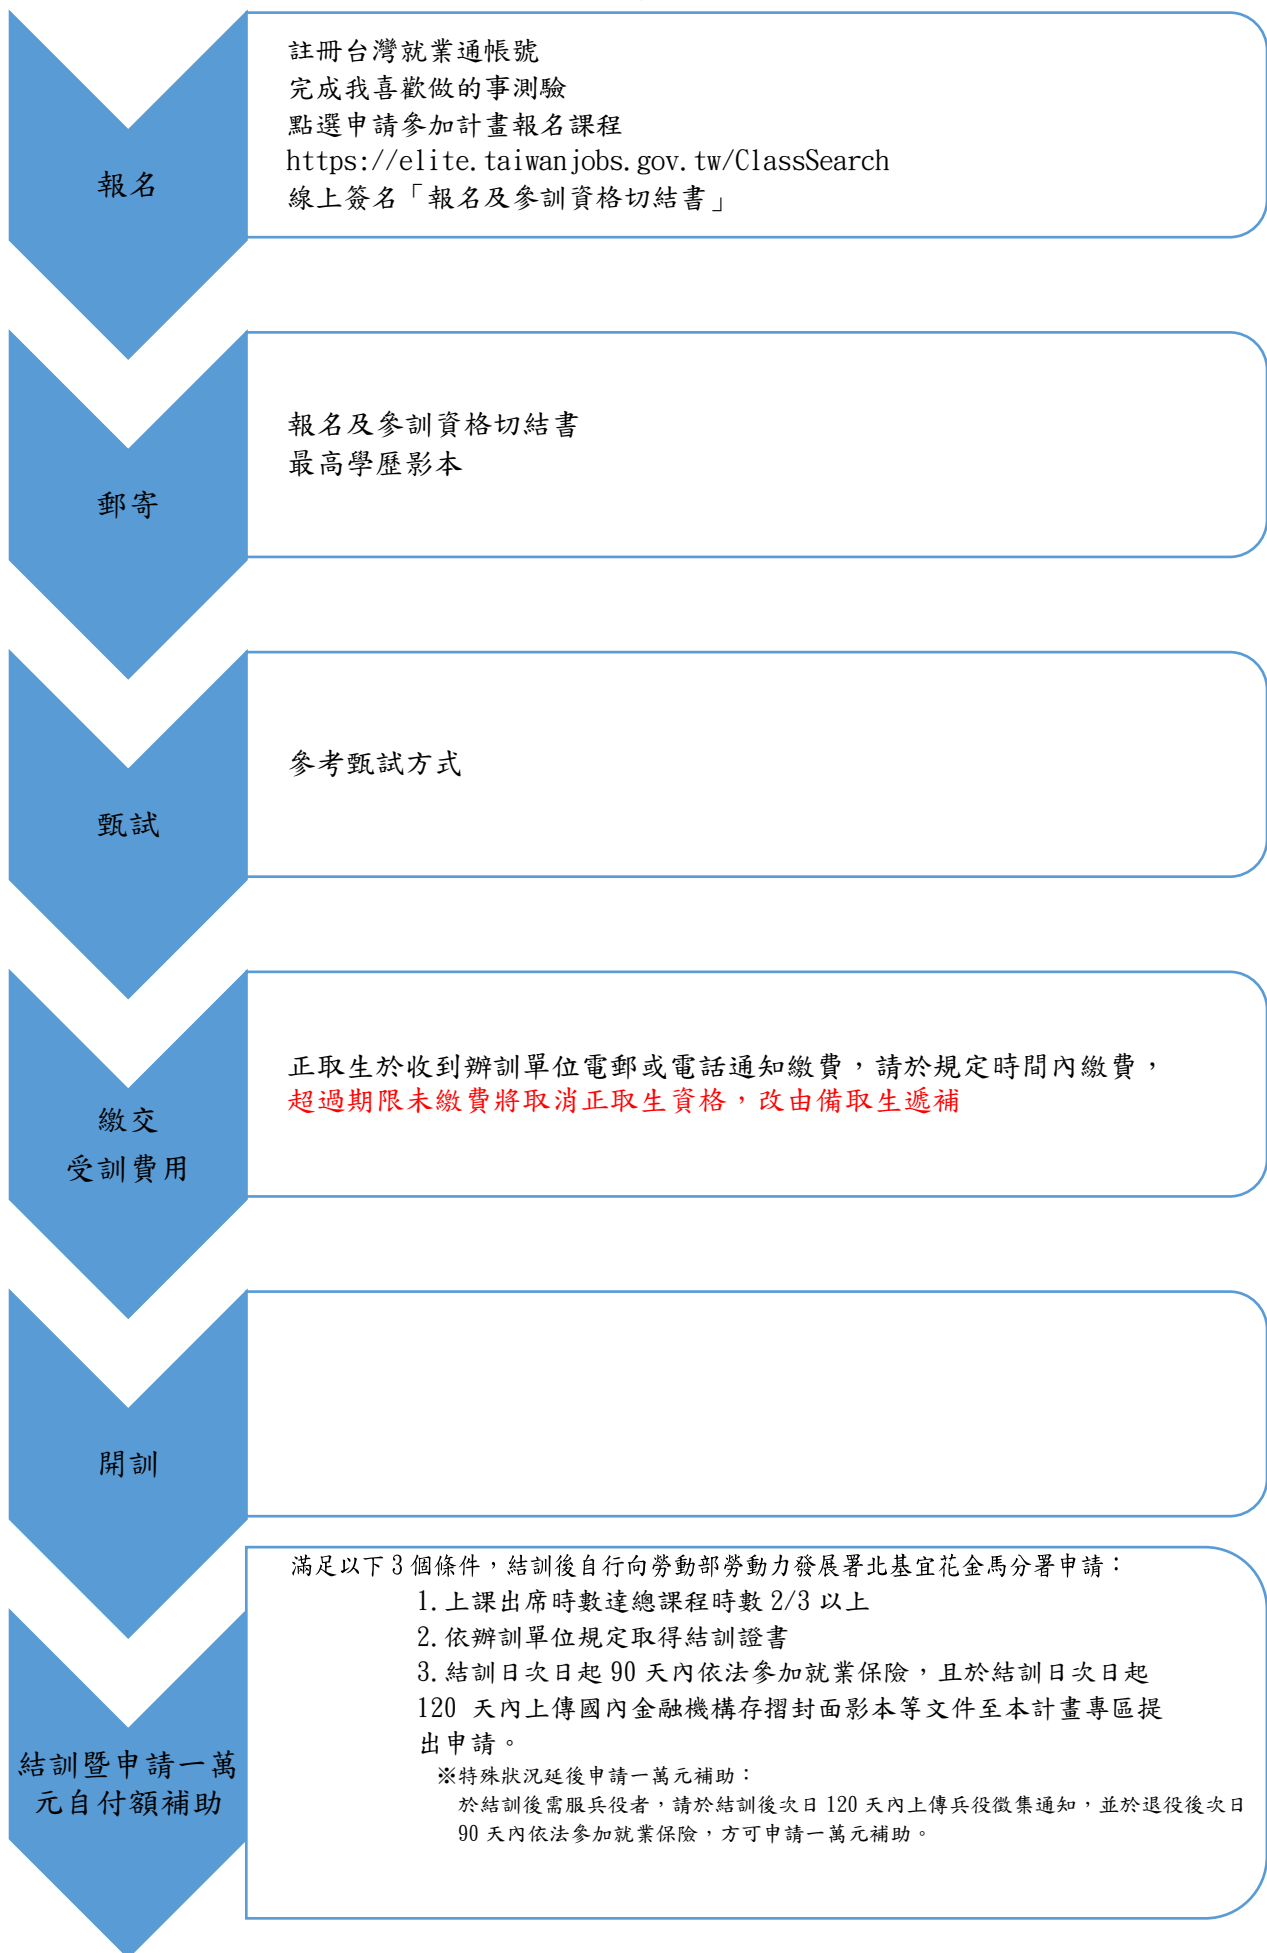 報名
註冊台灣就業通帳號
完成我喜歡做的事測驗
點選申請參加計畫報名課程
https://elite.taiwanjobs.gov.tw/ClassSearch
線上簽名「報名及參訓資格切結書」
郵寄
報名及參訓資格切結書
最高學歷影本
甄試
參考甄試方式
繳交
受訓費用
正取生於收到辦訓單位電郵或電話通知繳費，請於規定時間內繳費，
超過期限未繳費將取消正取生資格，改由備取生遞補
開訓
結訓暨申請一萬
元自付額補助
滿足以下3個條件，結訓後自行向勞動部勞動力發展署北基宜花金馬分署申請：
1.上課出席時數達總課程時數2/3以上
2.依辦訓單位規定取得結訓證書
3.結訓日次日起90天內依法參加就業保險，且於結訓日次日起
120 天內上傳國內金融機構存摺封面影本等文件至本計畫專區提
出申請。
※特殊狀況延後申請一萬元補助：
於結訓後需服兵役者，請於結訓後次日120天內上傳兵役徵集通知，並於退役後次日
90天內依法參加就業保險，方可申請一萬元補助。